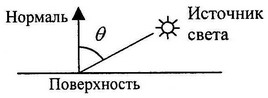 Нормаль
θ
Источник
света
Поверхность